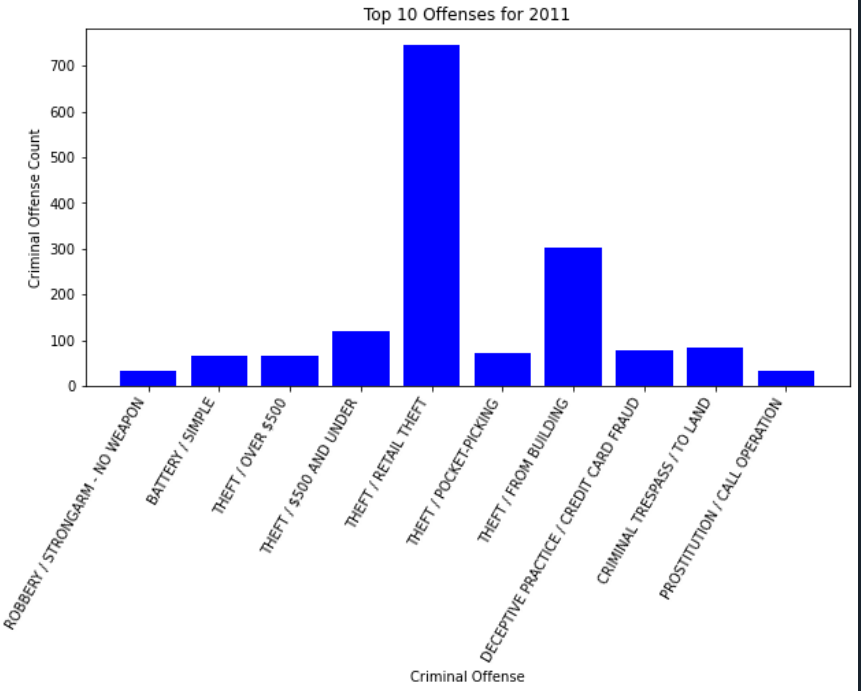 Top 10 Offenses for 2011
Criminal Offense Count
700
600
500
400
300
200
100
0
ROBBERY / STRONGARM - NO WEAPON
BATTERY / SIMPLE
THEFT / OVER $500
THEFT / $500 AND UNDER
THEFT / RETAIL THEFT
THEFT / POCKET-PICKING
THEFT / FROM BUILDING
DECEPTIVE PRACTICE / CREDIT CARD FRAUD
CRIMINAL TRESPASS / TO LAND
PROSTITUTION / CALL OPERATION
Criminal Offense